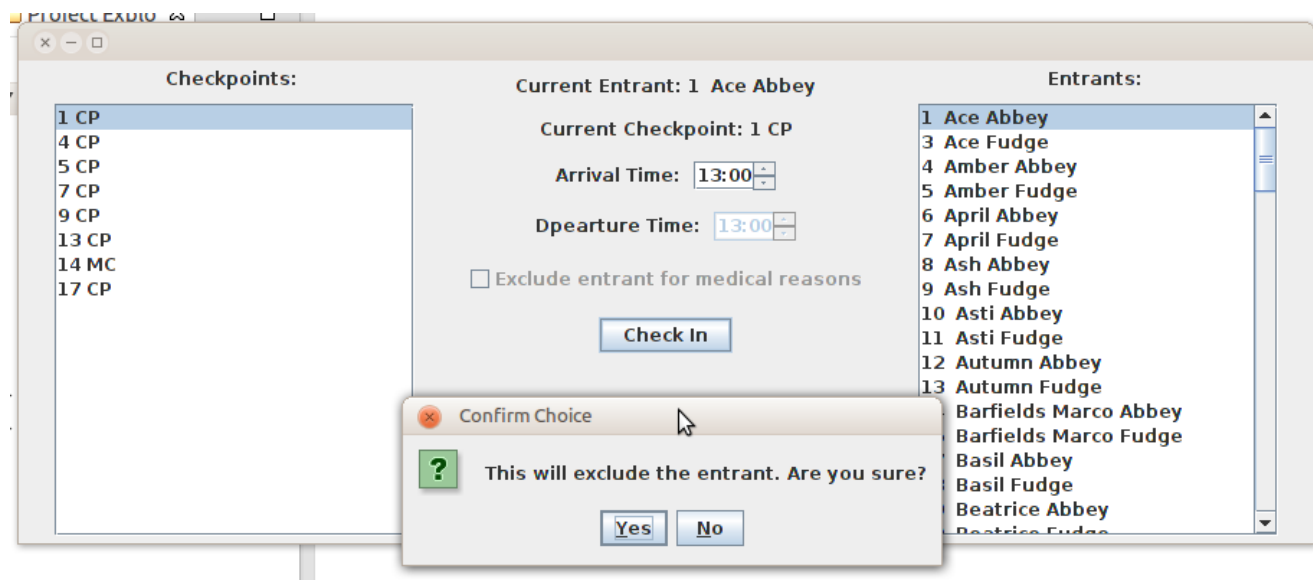 Project Explo
Checkpoints:
1 CP
4 CP
5 CP
7 CP
9 CP
13 CP
14 MC
17 CP
Current Entrant: 1 Ace Abbey
Current Checkpoint: 1 CP
Arrival Time: 13:00
Dpearture Time: 13:00
Exclude entrant for medical reasons
Check In
Entrants:
1 Ace Abbey
3 Ace Fudge
4 Amber Abbey
5 Amber Fudge
6 April Abbey
7 April Fudge
8 Ash Abbey
9 Ash Fudge
10 Asti Abbey
11 Asti Fudge
12 Autumn Abbey
13 Autumn Fudge
Barfields Marco Abbey
Barfields Marco Fudge
Basil Abbey
Basil Fudge
Beatrice Abbey
Beatrice Fudge
Confirm Choice
?
This will exclude the entrant. Are you sure?
Yes No